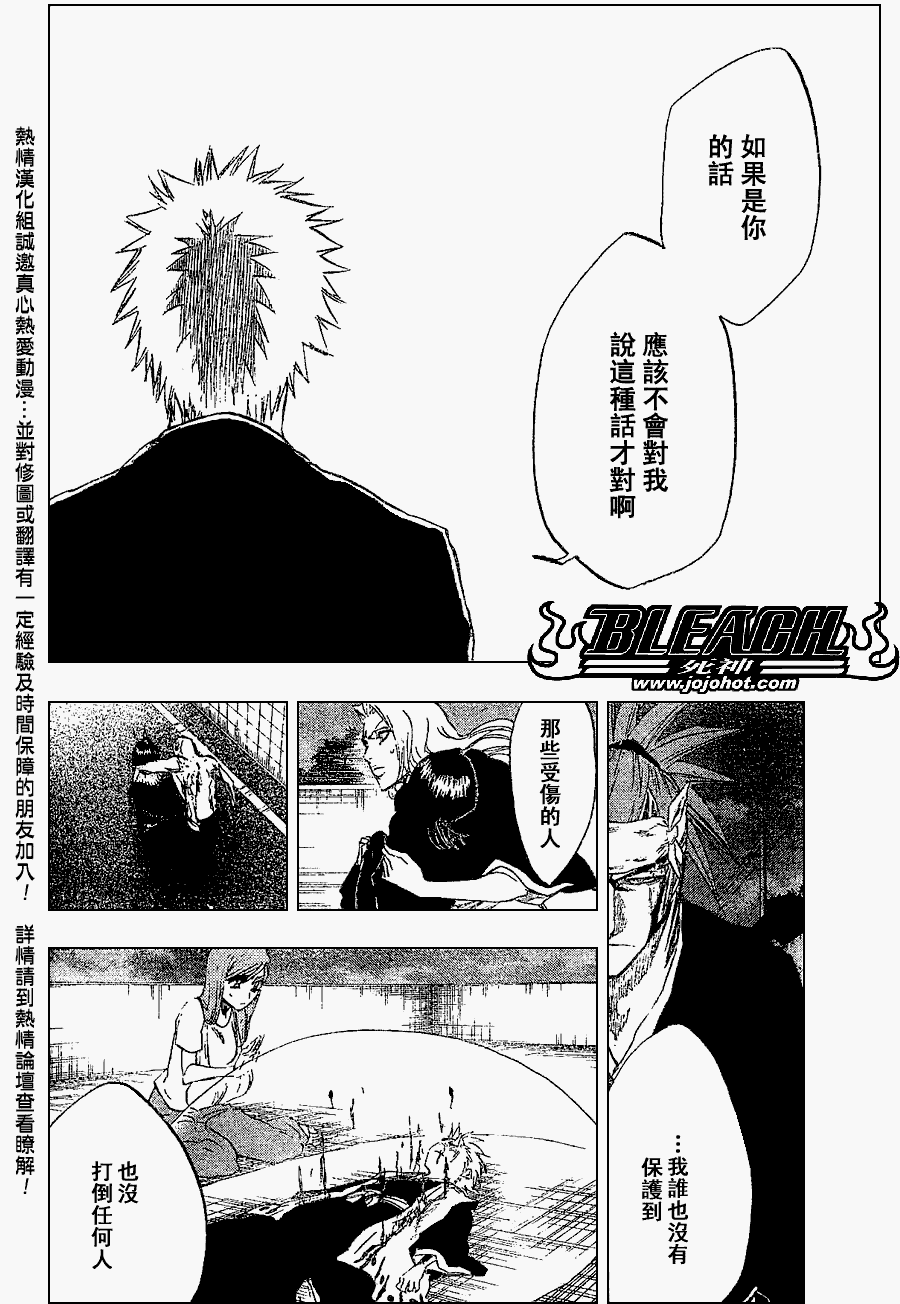 如果是你
的話
應該不會對我
說這種話才對啊
BLEACH
死神
www.jojohot.com
…我誰也沒有
保護到
那些受傷的人
也沒
打倒任何人
熱情漢化組誠邀真心熱愛動漫…並對修圖或翻譯有一定經驗及時間保障的朋友加入！ 詳情請到熱情論壇查看瞭解！